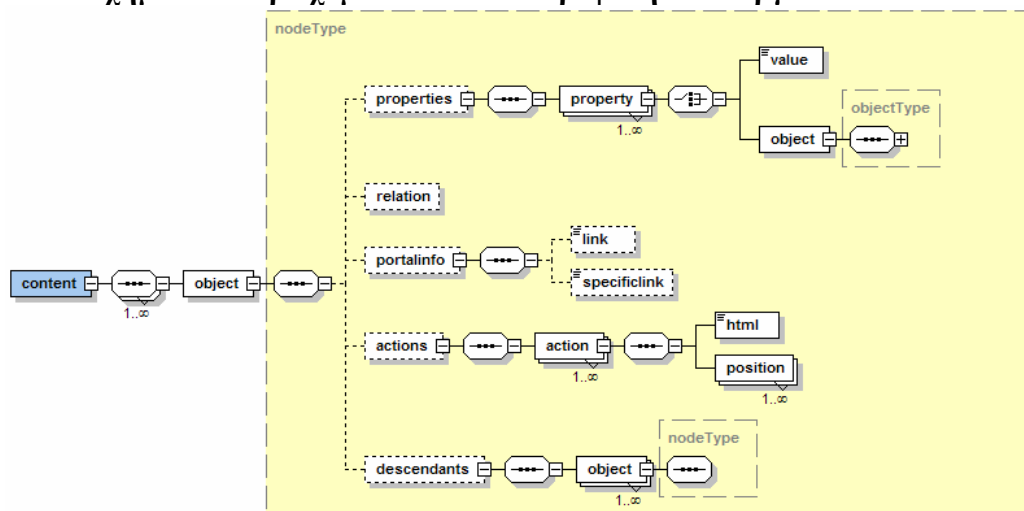 nodeType
value
properties
property
1..∞
objectType
object
relation
link
portalinfo
specificlink
content
1..∞
object
html
actions
action
1..∞
position
1..∞
nodeType
descendants
object
1..∞